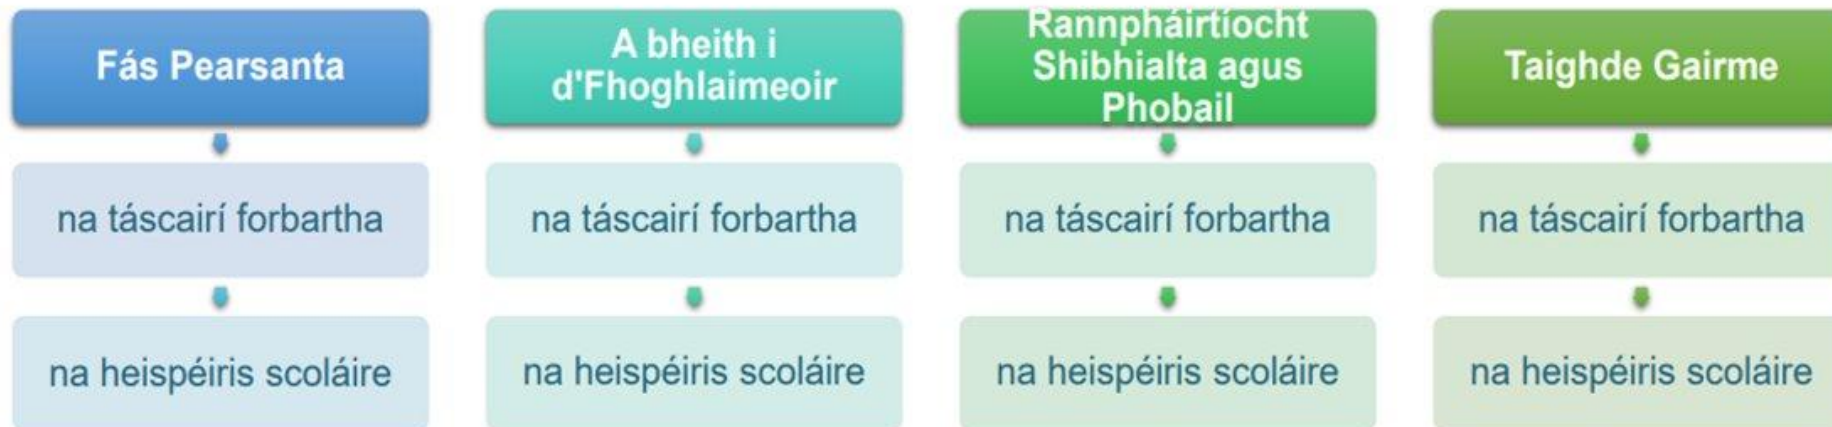 Fás Pearsanta
A bheith i
d'Fhoghlaimeoir
Rannpháirtíocht
Shibhialta agus
Phobail
Taighde Gairme
na táscairí forbartha
na táscairí forbartha
na táscairí forbartha
na táscairí forbartha
na heispéiris scoláire
na heispéiris scoláire
na heispéiris scoláire
na heispéiris scoláire